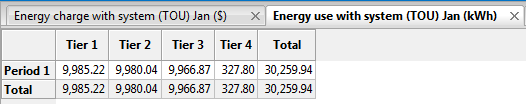 Energy charge with system (TOU) Jan ($) Energy use with system (TOU) Jan (kWh)
Tier 1 Tier 2 Tier 3 Tier 4 Total
Period 1 9,985.22 9,980.04 9,966.87 327.80 30,259.94
Total 9,985.22 9,980.04 9,966.87 327.80 30,259.94